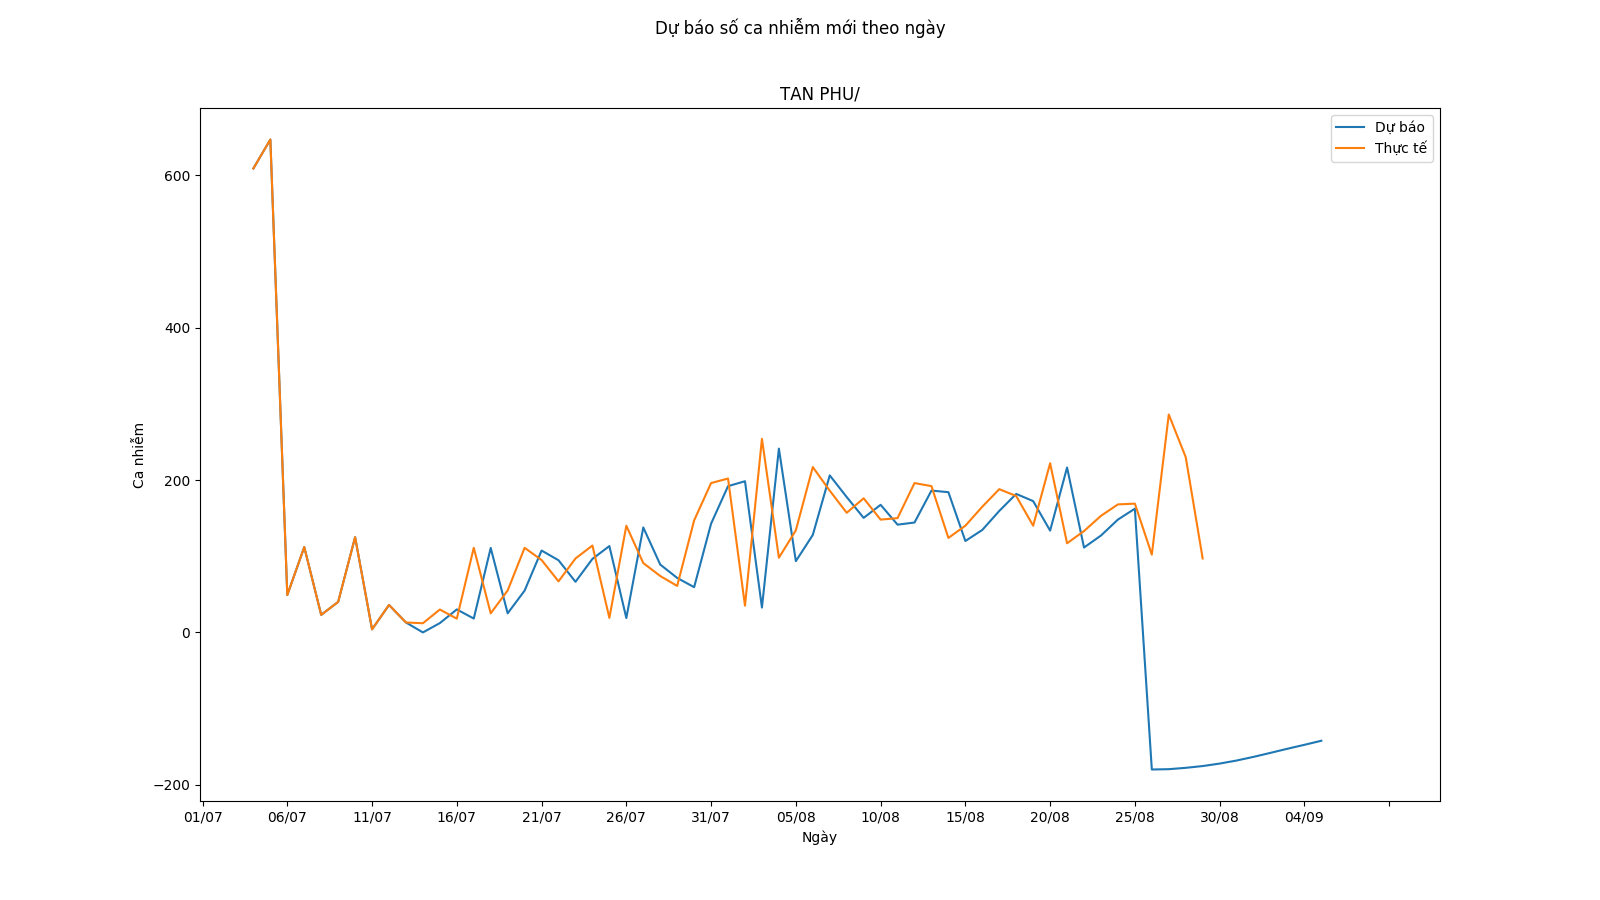 Dự báo số ca nhiễm mới theo ngày
TAN PHU/
Dự báo
Thực tế
600
400
200
0
−200
Ca nhiễm
01/07 06/07 11/07 16/07 21/07 26/07 31/07 05/08 10/08 15/08 20/08 25/08 30/08 04/09
Ngày